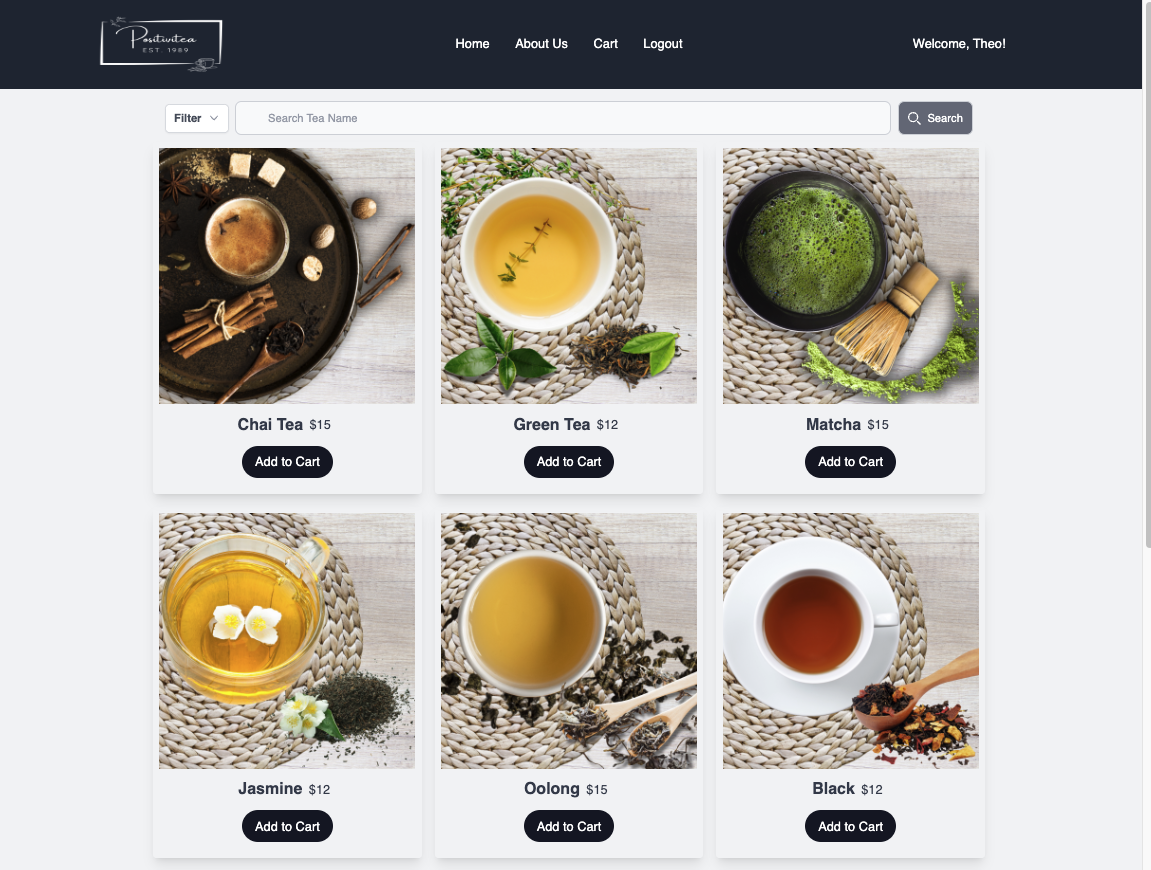 Positivitea
EST. 1989
Home About Us Cart Logout
Welcome, Theo!
Filter
Search Tea Name
Search
Chai Tea $15
Green Tea $12
Matcha $15
Add to Cart
Add to Cart
Add to Cart
Jasmine $12
Oolong $15
Black $12
Add to Cart
Add to Cart
Add to Cart